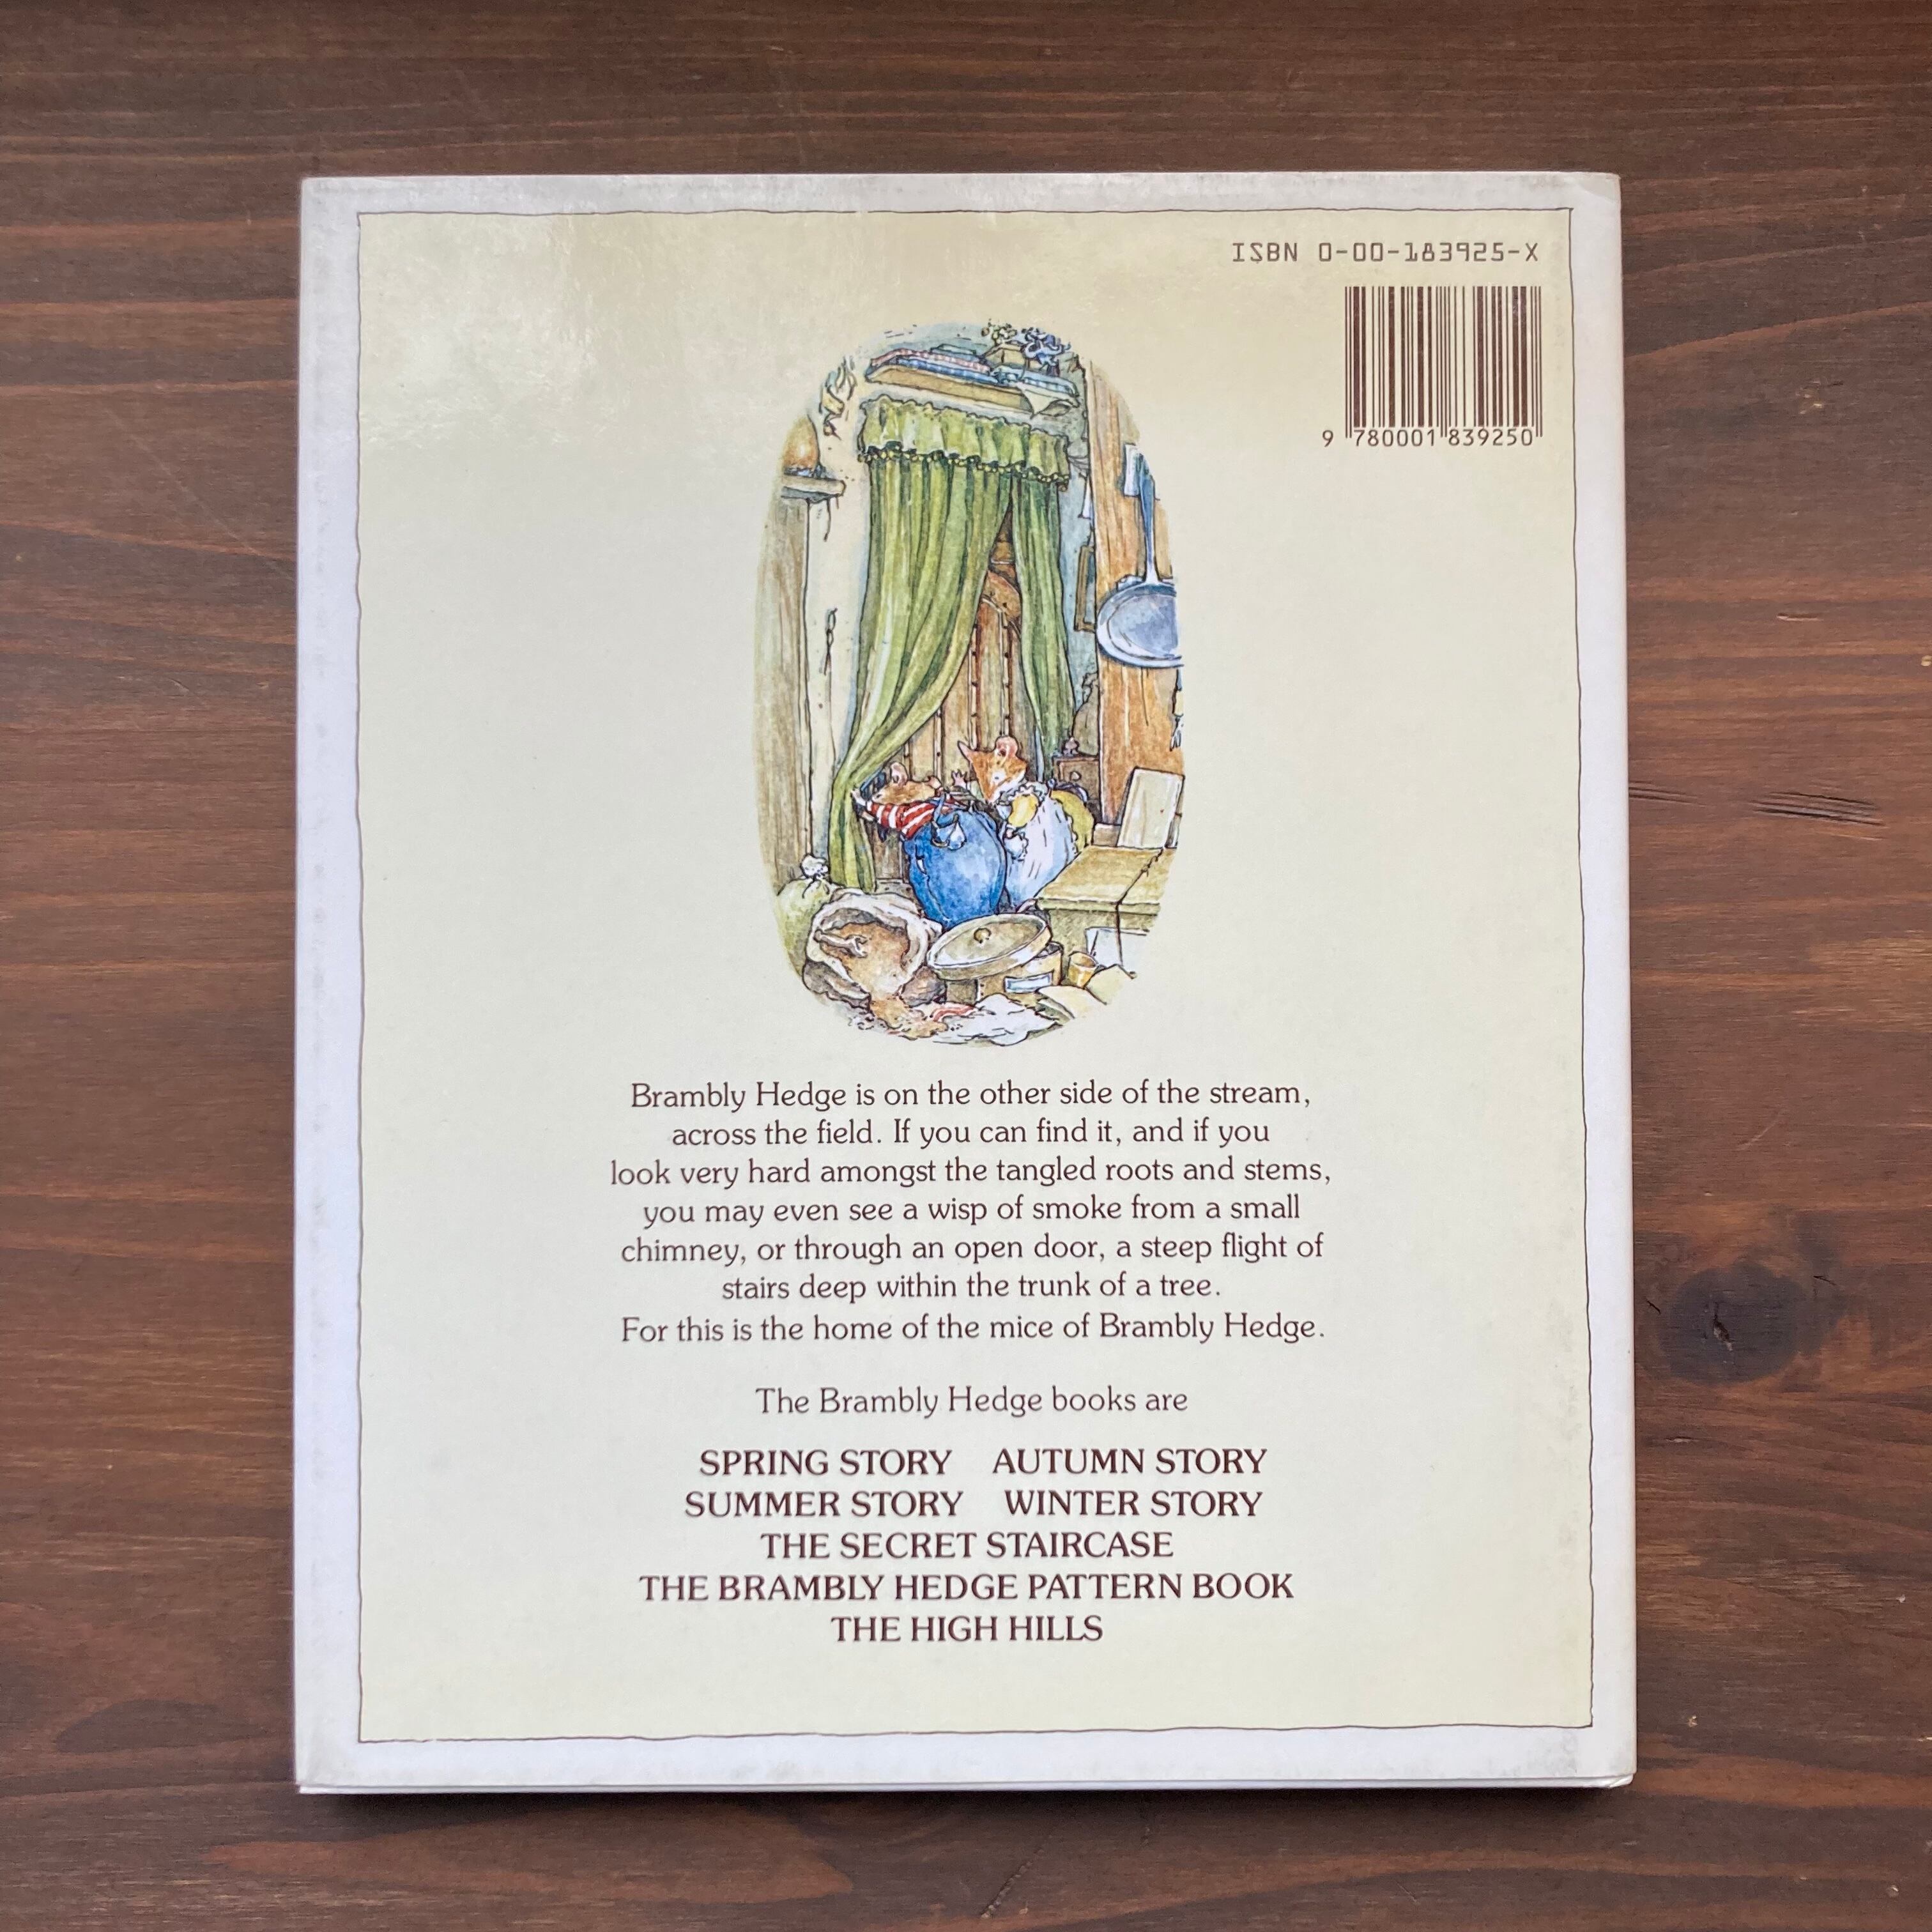 ISBN 0-00-183925-X
9 780001 839250
Brambly Hedge is on the other side of the stream,
across the field. If you can find it, and if you
look very hard amongst the tangled roots and stems,
you may even see a wisp of smoke from a small
chimney, or through an open door, a steep flight of
stairs deep within the trunk of a tree.
For this is the home of the mice of Brambly Hedge.
The Brambly Hedge books are
SPRING STORY AUTUMN STORY
SUMMER STORY WINTER STORY
THE SECRET STAIRCASE
THE BRAMBLY HEDGE PATTERN BOOK
THE HIGH HILLS